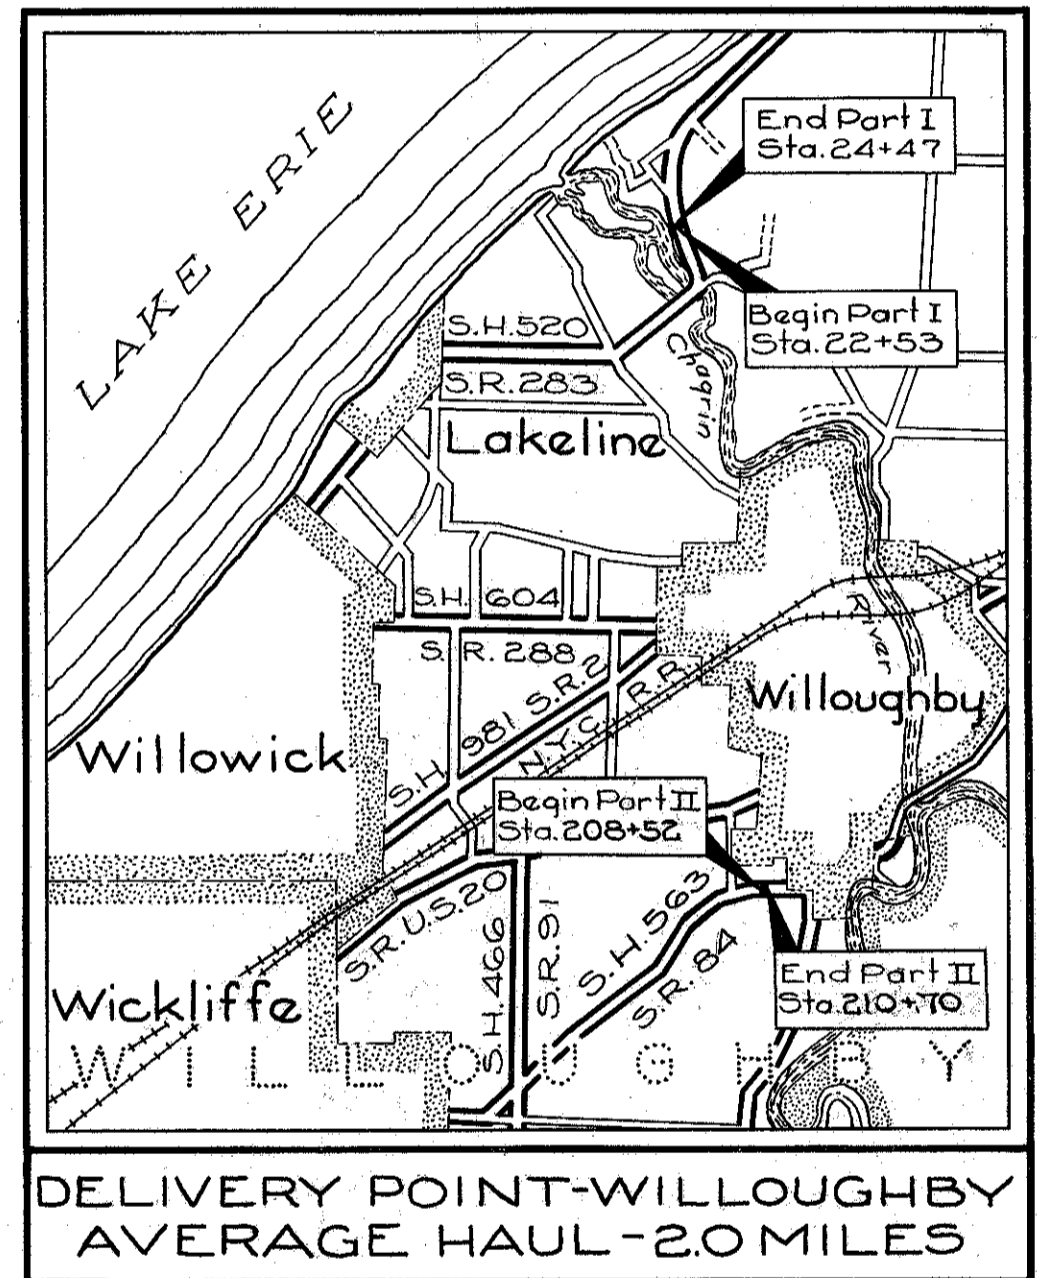 LAKE ERIE
End Part I
Sta. 24+47
Begin Part I
Sta. 22+53
S.H. 520
S.R. 283
Chagrin
Lakeline
S.H. 604
S.R. 288
River
S.H. 981 S.R. 2
N.Y.C. R.R.
Willoughby
Willowick
Begin Part II
Sta. 208+52
S.R. U.S. 20
S.H. 466
S.R. 91
S.H. 563
S.R. 84
End Part II
Sta. 210+70
Wickliffe
WILLOUGHBY
DELIVERY POINT-WILLOUGHBY
AVERAGE HAUL-2.0 MILES